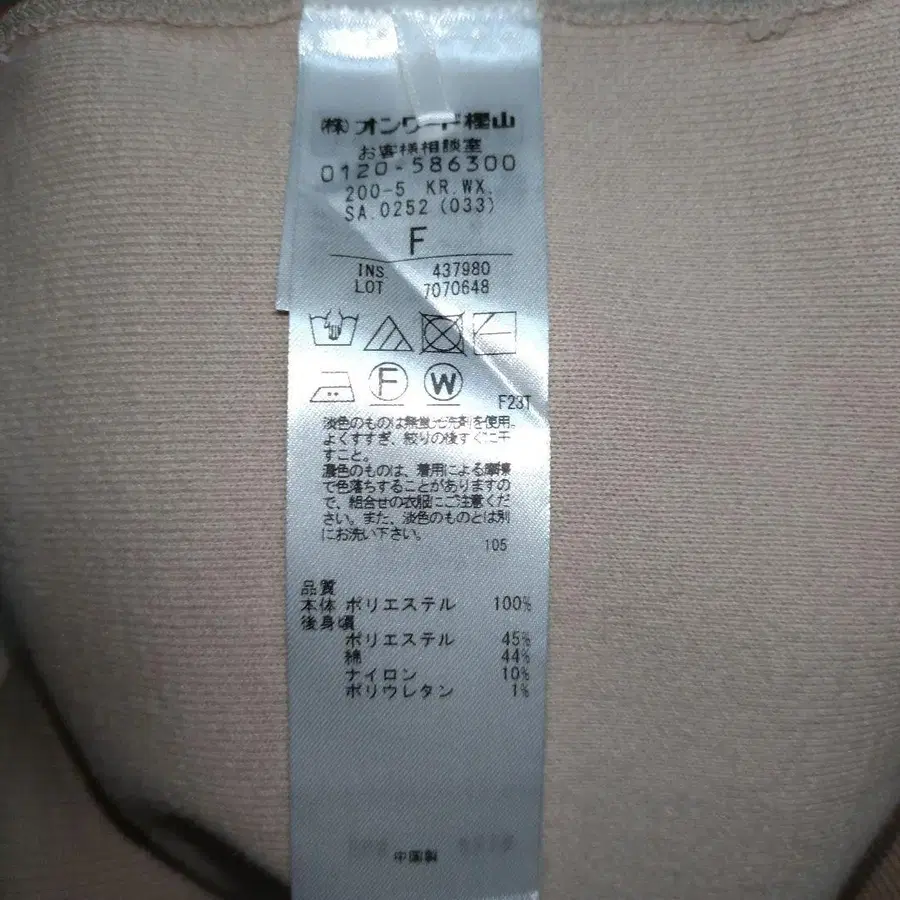 ㈱オンワード樫山
お客様相談室
0120-586300
200-5 KR.WX.
SA.0252 (033)
F
INS 437980
LOT 7070648
F W
F23T
淡色のものは無蛍光洗剤を使用。
よくすすぎ、絞りの後すぐに干
すこと。
濃色のものは、着用による摩擦
で色落ちすることがありますの
で、組合せの衣服にご注意くだ
さい。また、淡色のものとは別
にお洗い下さい。
105
品質
本体 ポリエステル 100%
後身頃
ポリエステル 45%
綿 44%
ナイロン 10%
ポリウレタン 1%
中国製